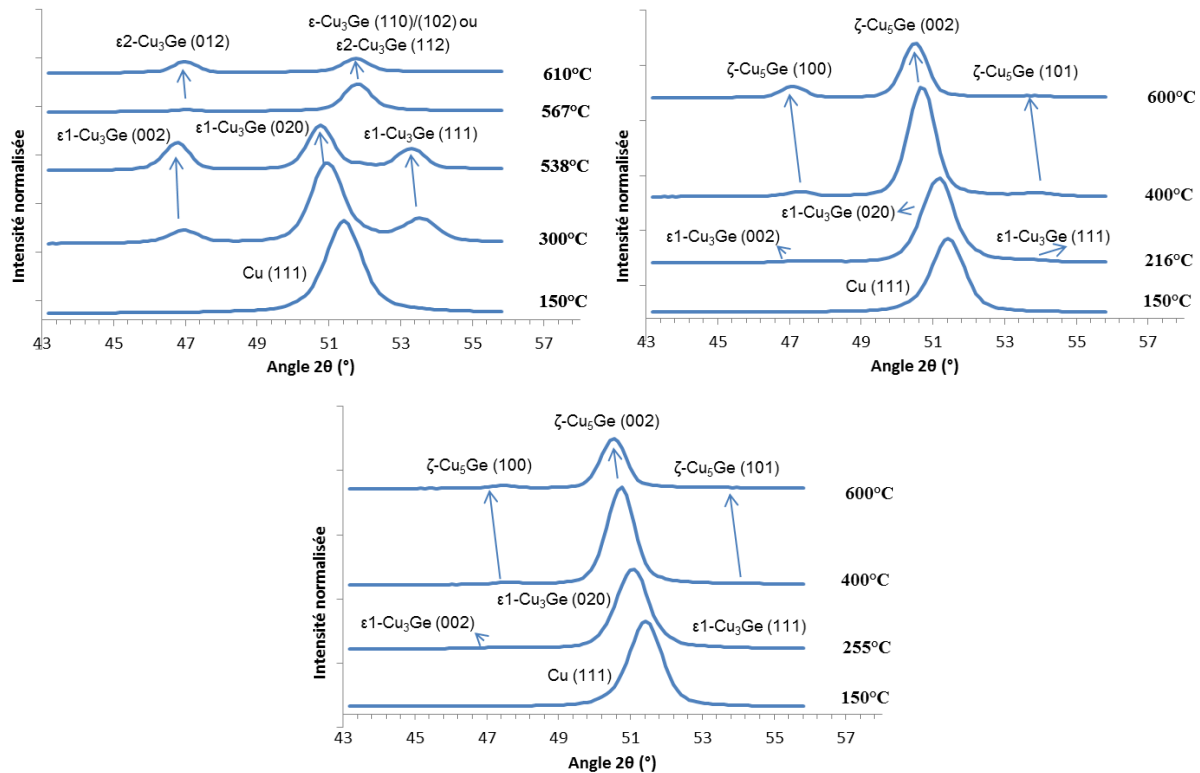 ε-Cu₃Ge (110)/(102) ou
ε2-Cu₃Ge (012)
ε2-Cu₃Ge (112)
610°C
567°C
ε1-Cu₃Ge (002)
ε1-Cu₃Ge (020)
ε1-Cu₃Ge (111)
538°C
300°C
Cu (111)
150°C
Intensité normalisée
43 45 47 49 51 53 55 57
Angle 2θ (°)
ζ-Cu₅Ge (002)
ζ-Cu₅Ge (100)
ζ-Cu₅Ge (101)
600°C
400°C
ε1-Cu₃Ge (020)
ε1-Cu₃Ge (002)
ε1-Cu₃Ge (111)
216°C
Cu (111)
150°C
Intensité normalisée
43 45 47 49 51 53 55 57
Angle 2θ (°)
ζ-Cu₅Ge (002)
ζ-Cu₅Ge (100)
ζ-Cu₅Ge (101)
600°C
400°C
ε1-Cu₃Ge (020)
ε1-Cu₃Ge (002)
ε1-Cu₃Ge (111)
255°C
Cu (111)
150°C
Intensité normalisée
43 45 47 49 51 53 55 57
Angle 2θ (°)